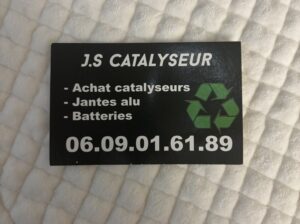 J.S CATALYSEUR
- Achat catalyseurs
- Jantes alu
- Batteries
06.09.01.61.89